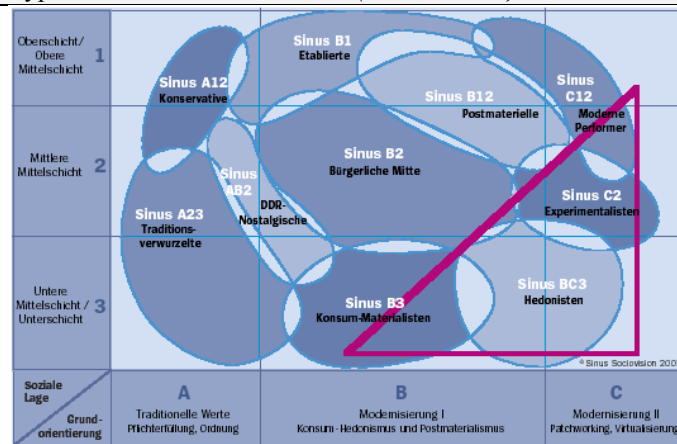 Oberschicht/
Obere
Mittelschicht
1
Sinus B1
Etablierte
Sinus A12
Konservative
Sinus
C12
Moderne
Performer
Sinus B12
Postmaterielle
Mittlere
Mittelschicht
2
Sinus
AB2
DDR-
Nostalgische
Sinus B2
Bürgerliche Mitte
Sinus C2
Experimentalisten
Sinus A23
Traditions-
verwurzelte
Untere
Mittelschicht /
Unterschicht
3
Sinus B3
Konsum-Materialisten
Sinus BC3
Hedonisten
© Sinus Sociovision
Soziale
Lage
Grund-
orientierung
A
Traditionelle Werte
Pflichterfüllung, Ordnung
B
Modernisierung I
Konsum-Hedonismus und Postmaterialismus
C
Modernisierung II
Patchworking, Virtualisierung